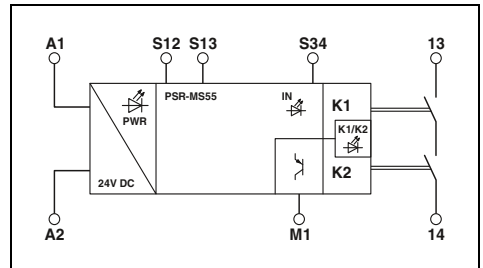 A1 S12 S13 S34 13
PSR-MS55 IN K1
PWR K1/K2
24V DC K2
A2 M1 14